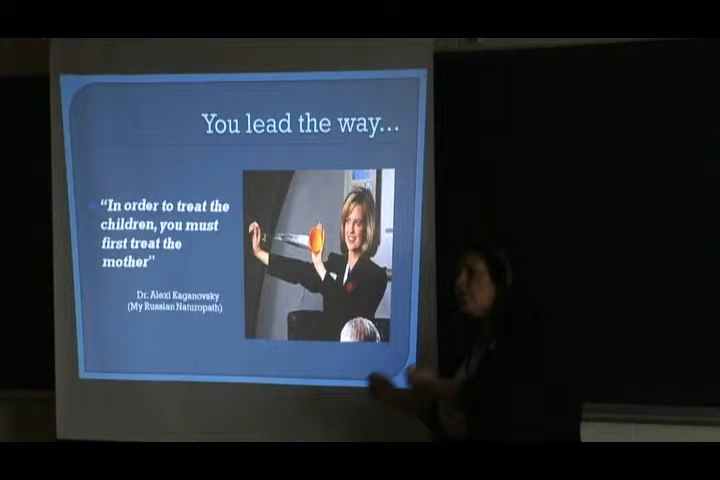 You lead the way...
"In order to treat the
children, you must
first treat the
mother"
Dr. Alexi Kaganovsky
(My Russian Naturopath)